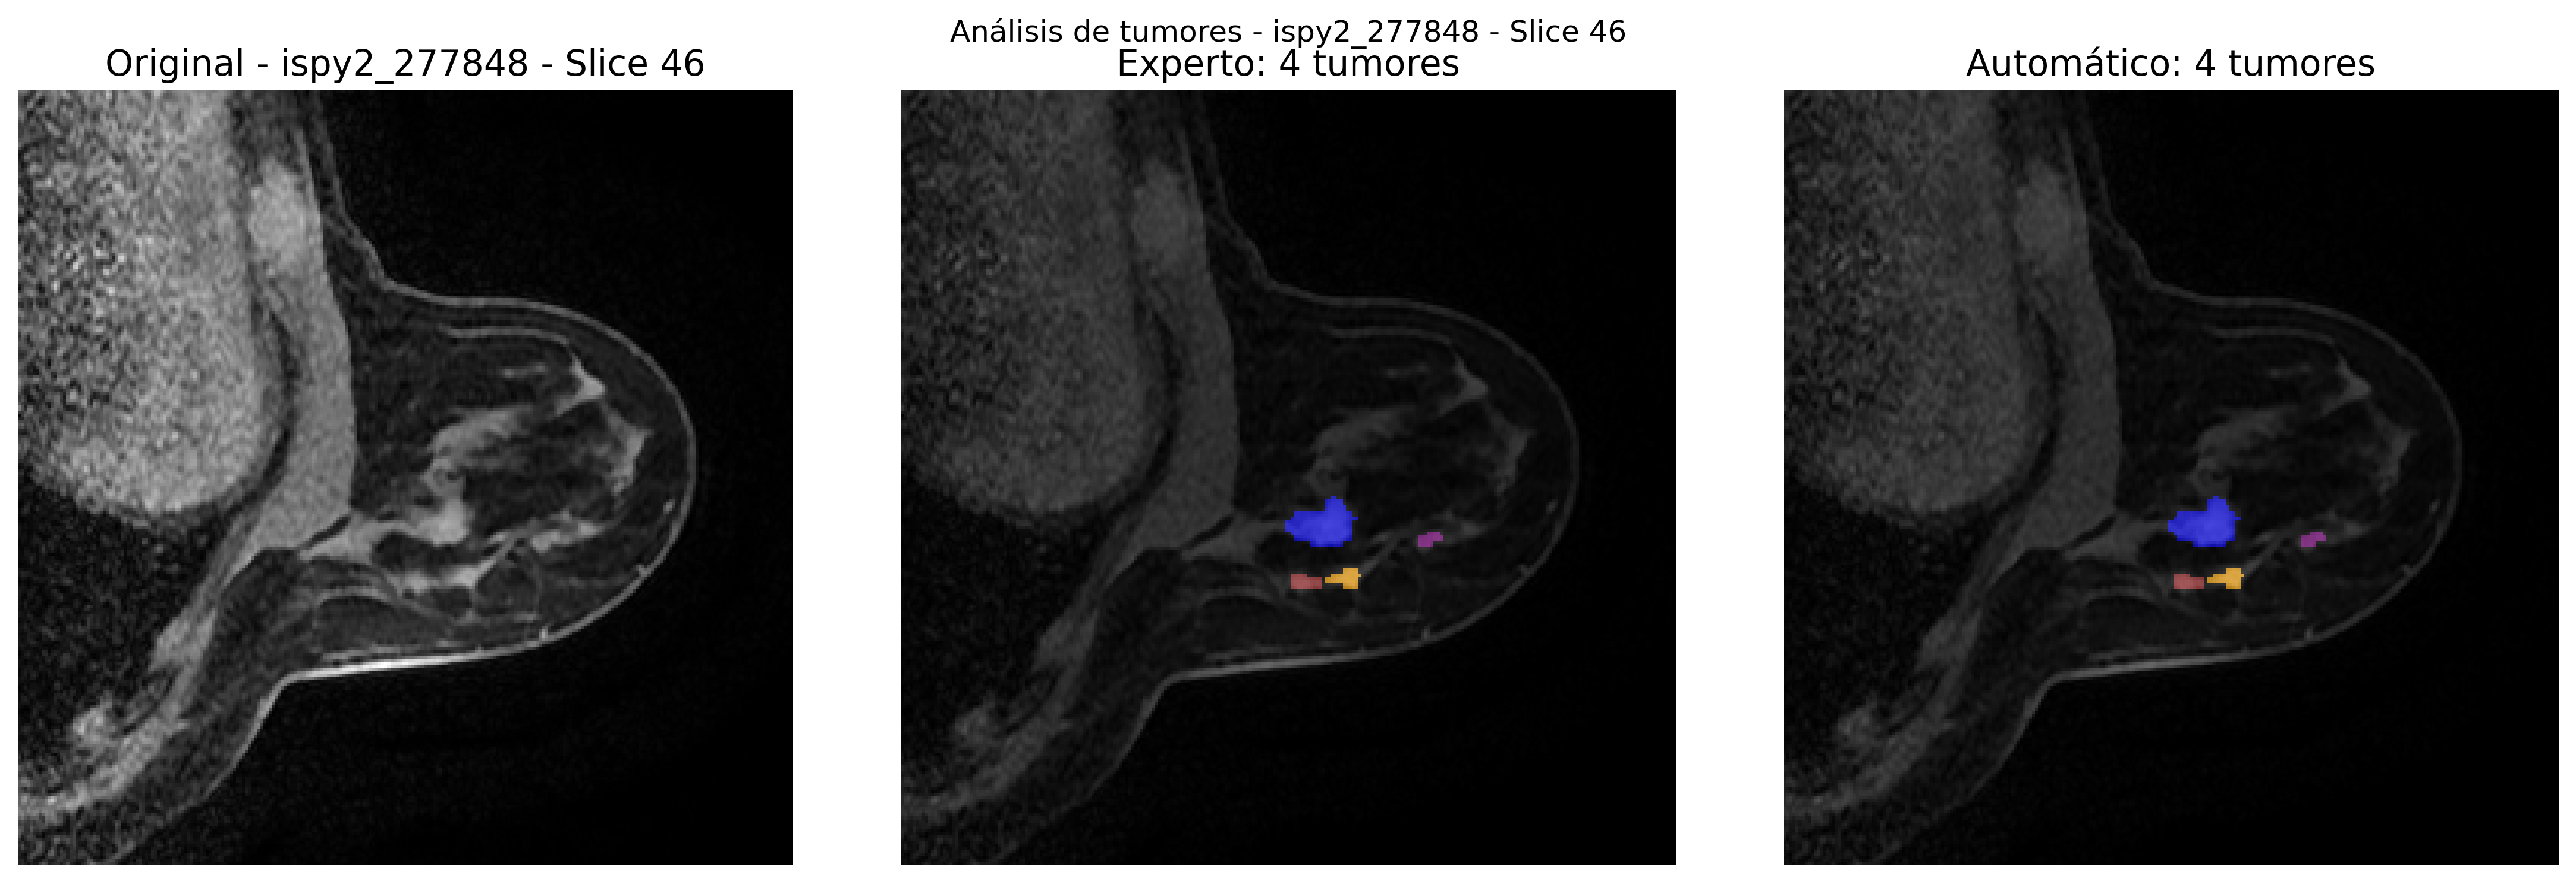 Análisis de tumores - ispy2_277848 - Slice 46
Original - ispy2_277848 - Slice 46
Experto: 4 tumores
Automático: 4 tumores